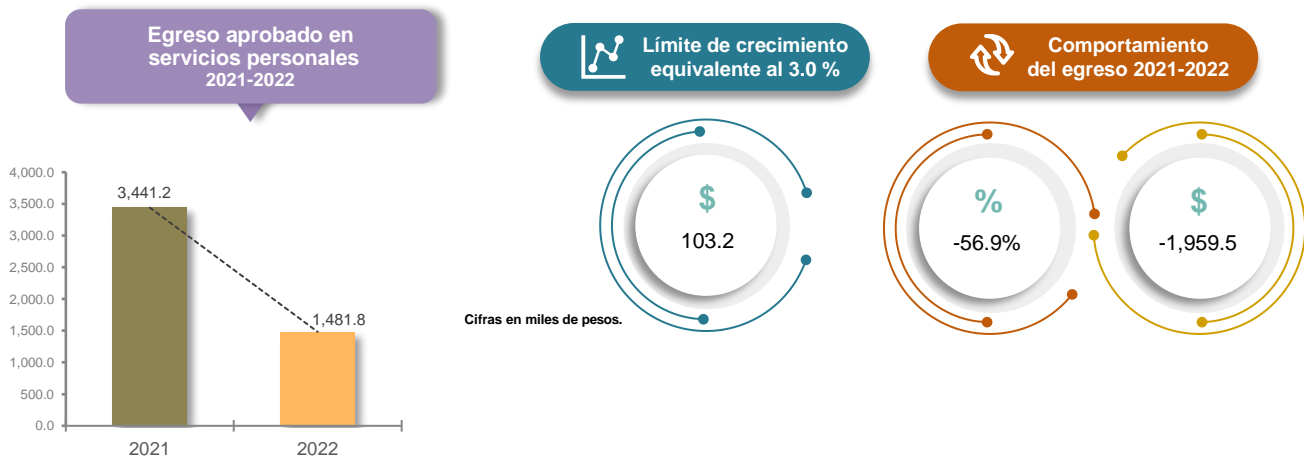 Egreso aprobado en
servicios personales
2021-2022
Límite de crecimiento
equivalente al 3.0 %
Comportamiento
del egreso 2021-2022
4,000.0
3,500.0
3,000.0
2,500.0
2,000.0
1,500.0
1,000.0
500.0
0.0
3,441.2
1,481.8
2021
2022
Cifras en miles de pesos.
$
103.2
%
-56.9%
$
-1,959.5